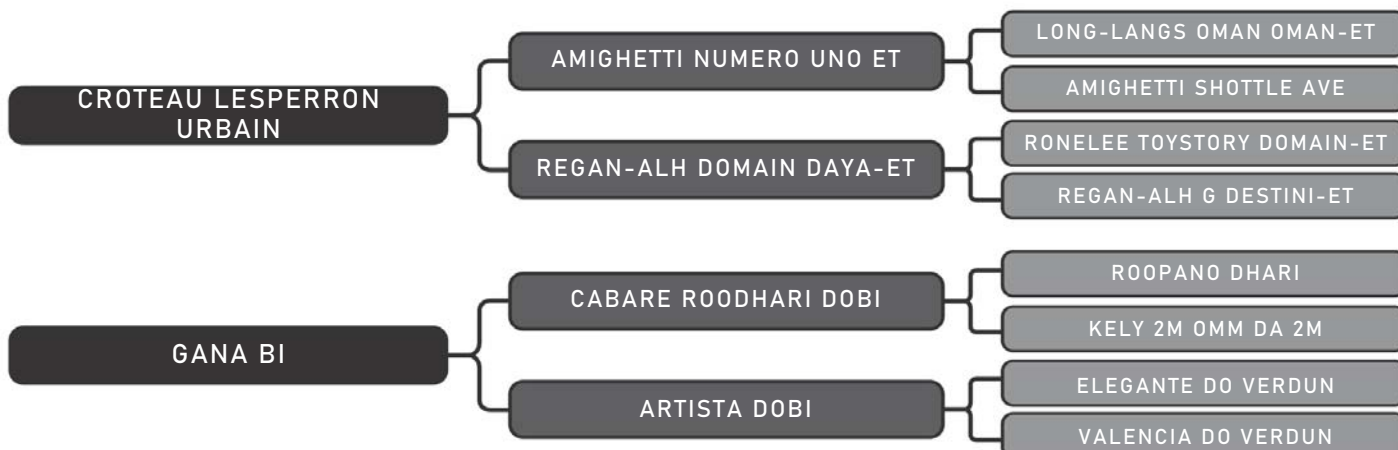 CROTEAU LESPERRON
URBAIN
AMIGHETTI NUMERO UNO ET
LONG-LANGS OMAN OMAN-ET
AMIGHETTI SHOTTLE AVE
REGAN-ALH DOMAIN DAYA-ET
RONELEE TOYSTORY DOMAIN-ET
REGAN-ALH G DESTINI-ET
GANA BI
CABARE ROODHARI DOBI
ROOPANO DHARI
KELY 2M OMM DA 2M
ARTISTA DOBI
ELEGANTE DO VERDUN
VALENCIA DO VERDUN